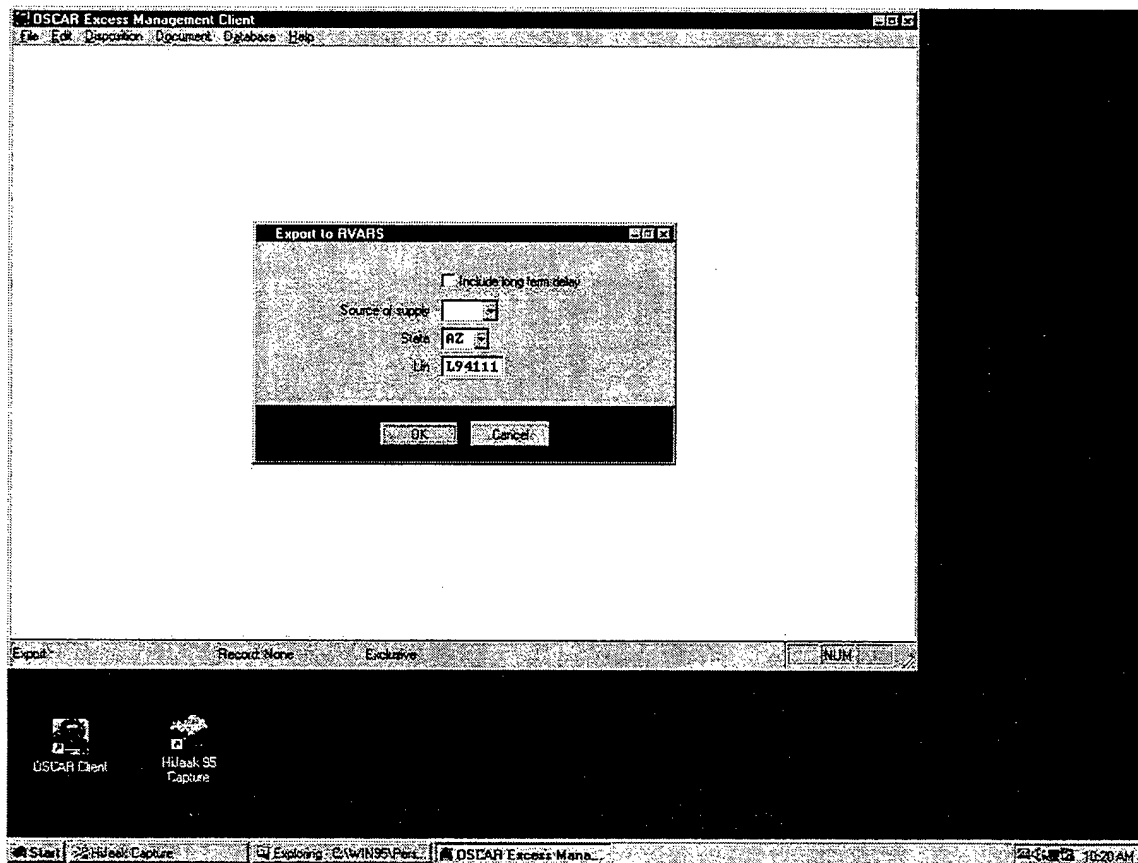 OSCAR Excess Management Client
File Edit Disposition Document Database Help
Export to RVARS
Include long term delay
Source of supply
State AZ
Lin L94111
OK Cancel
Export Record: None Exclusive NUM
OSCAR Client
HiJaak 95
Capture
Start HiJaak Capture Exploring - C:\WIN95\Pers... OSCAR Excess Mana... 10:20 AM